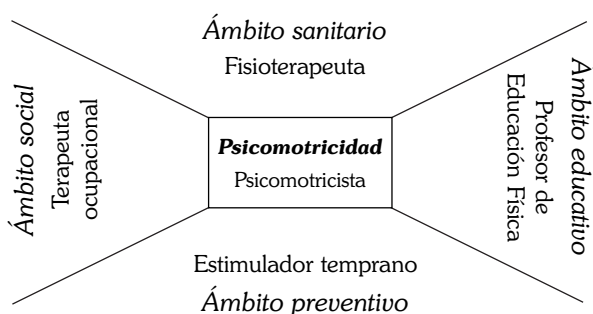 Ámbito sanitario
Fisioterapeuta
Ámbito social
Terapeuta
ocupacional
Psicomotricidad
Psicomotricista
Ámbito educativo
Profesor de
Educación Física
Estimulador temprano
Ámbito preventivo